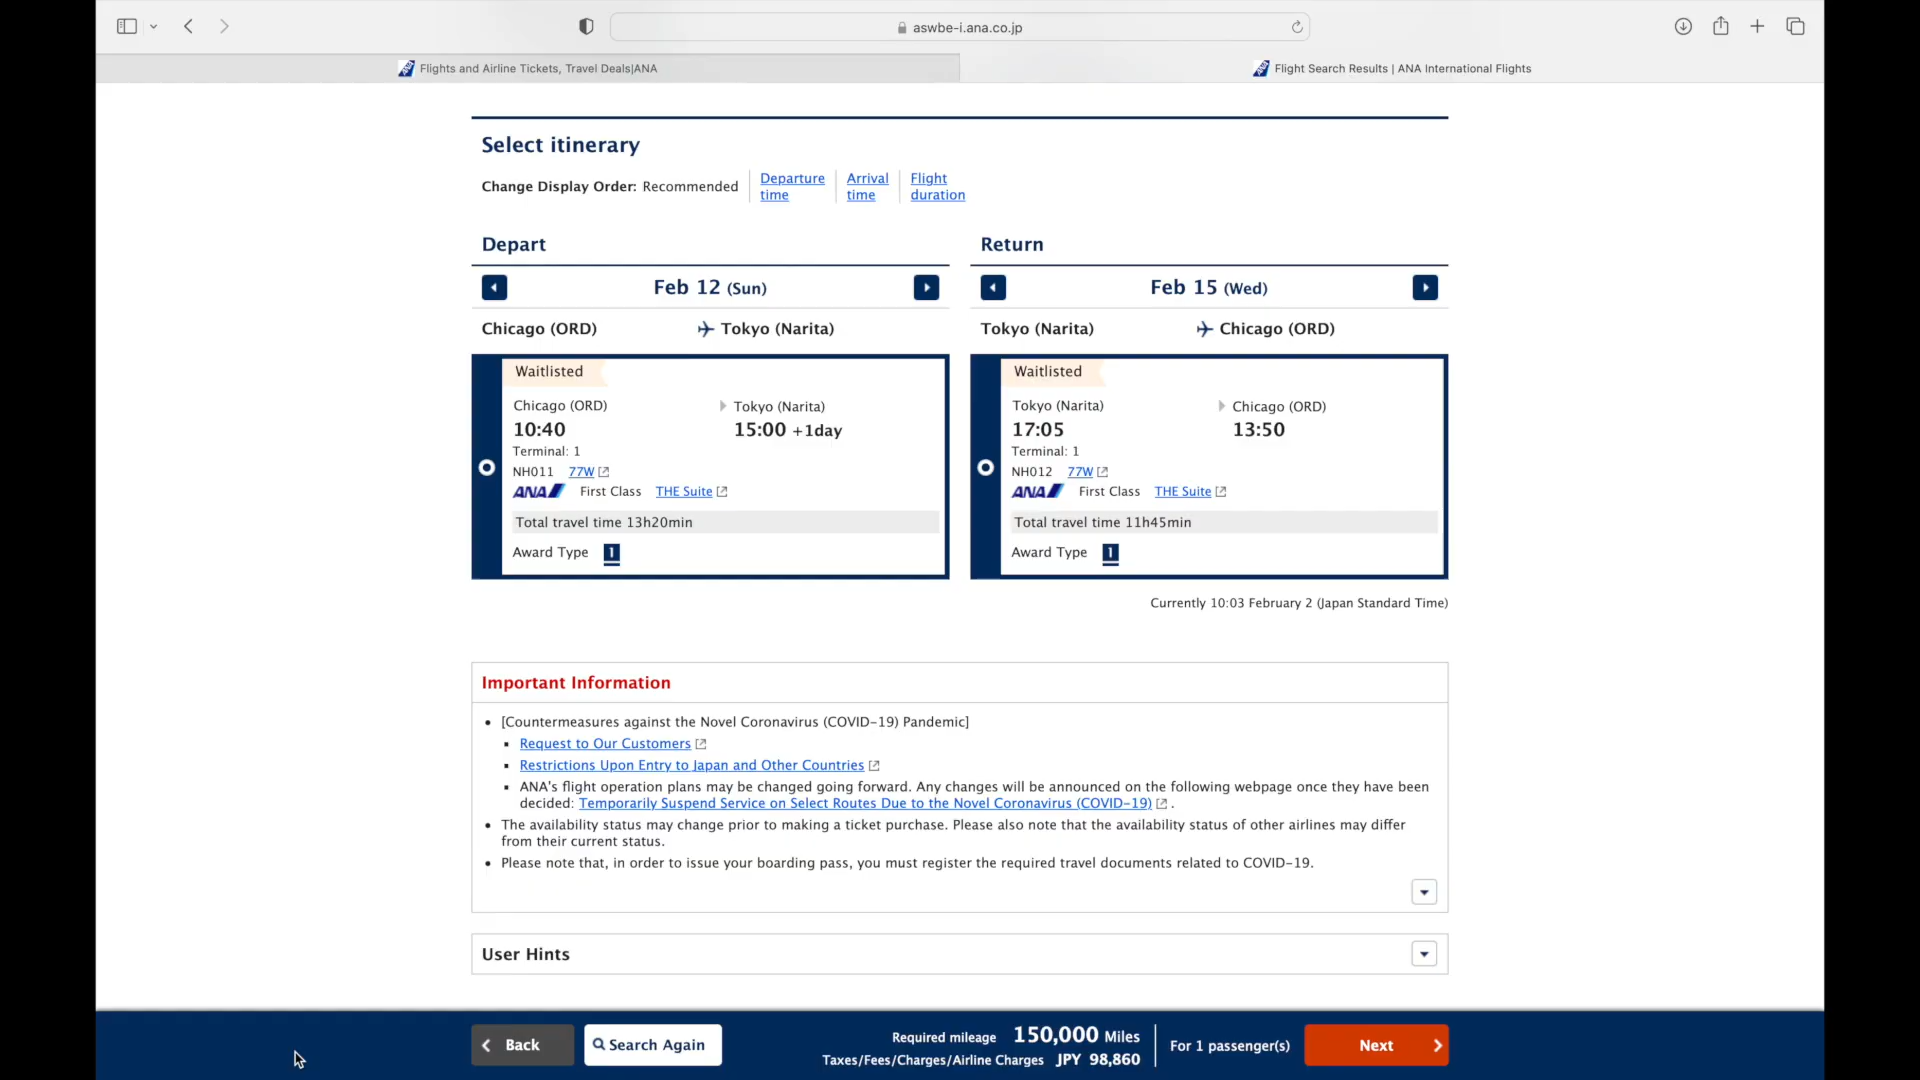 aswbe-i.ana.co.jp
Flights and Airline Tickets, Travel Deals|ANA
Flight Search Results | ANA International Flights
Select itinerary
Change Display Order: Recommended
Departure time
Arrival time
Flight duration
Depart
Feb 12 (Sun)
Chicago (ORD) Tokyo (Narita)
Waitlisted
Chicago (ORD) Tokyo (Narita)
10:40 15:00 +1day
Terminal: 1
NH011 77W
ANA First Class THE Suite
Total travel time 13h20min
Award Type 1
Return
Feb 15 (Wed)
Tokyo (Narita) Chicago (ORD)
Waitlisted
Tokyo (Narita) Chicago (ORD)
17:05 13:50
Terminal: 1
NH012 77W
ANA First Class THE Suite
Total travel time 11h45min
Award Type 1
Currently 10:03 February 2 (Japan Standard Time)
Important Information
• [Countermeasures against the Novel Coronavirus (COVID-19) Pandemic]
▪ Request to Our Customers
▪ Restrictions Upon Entry to Japan and Other Countries
▪ ANA's flight operation plans may be changed going forward. Any changes will be announced on the following webpage once they have been
decided: Temporarily Suspend Service on Select Routes Due to the Novel Coronavirus (COVID-19) .
• The availability status may change prior to making a ticket purchase. Please also note that the availability status of other airlines may differ
from their current status.
• Please note that, in order to issue your boarding pass, you must register the required travel documents related to COVID-19.
User Hints
Back
Search Again
Required mileage 150,000 Miles
Taxes/Fees/Charges/Airline Charges JPY 98,860
For 1 passenger(s)
Next